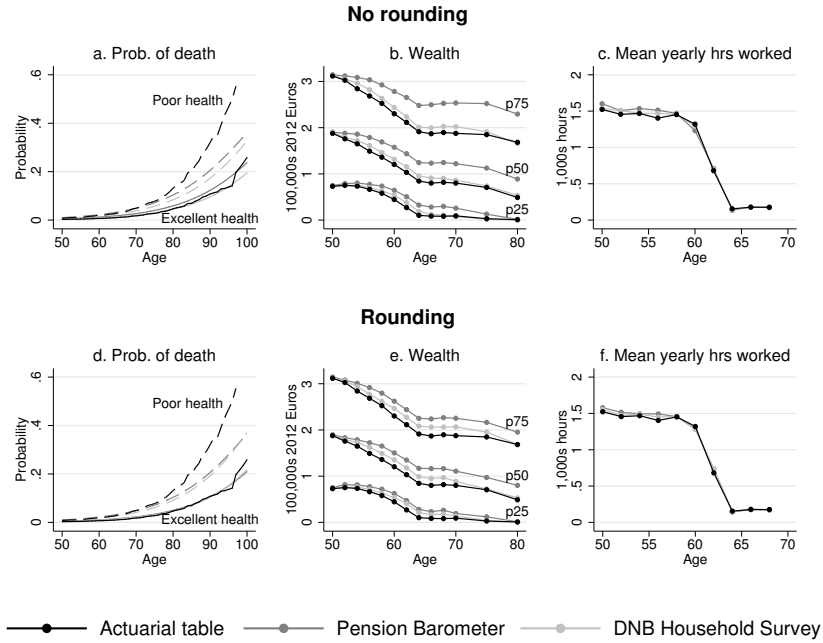 No rounding
a. Prob. of death
b. Wealth
c. Mean yearly hrs worked
Probability
0 .2 .4 .6
Poor health
Excellent health
50 60 70 80 90 100
Age
100,000s 2012 Euros
0 1 2 3
p75
p50
p25
50 60 70 80
Age
1,000s hours
0 .5 1 1.5 2
50 55 60 65 70
Age
Rounding
d. Prob. of death
e. Wealth
f. Mean yearly hrs worked
Probability
0 .2 .4 .6
Poor health
Excellent health
50 60 70 80 90 100
Age
100,000s 2012 Euros
0 1 2 3
p75
p50
p25
50 60 70 80
Age
1,000s hours
0 .5 1 1.5 2
50 55 60 65 70
Age
Actuarial table
Pension Barometer
DNB Household Survey